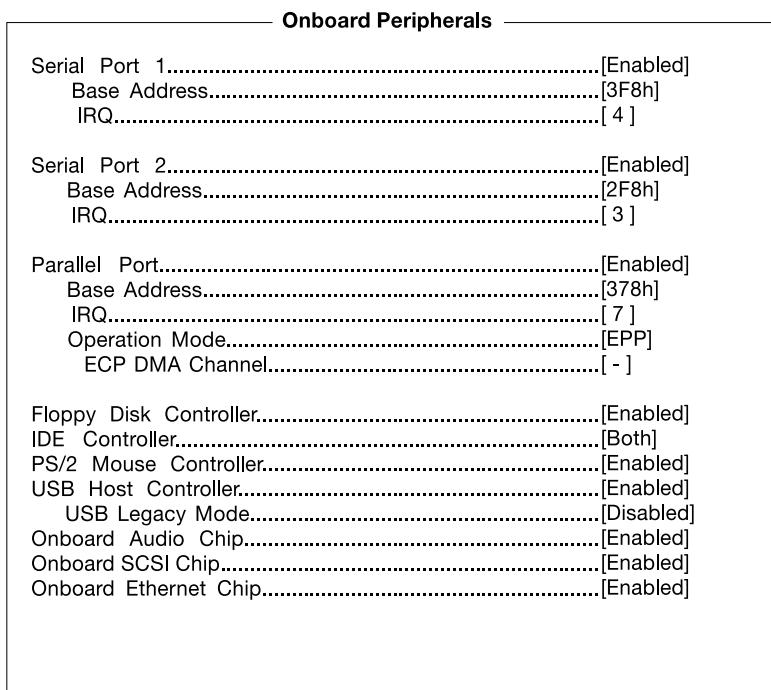 Onboard Peripherals
Serial Port 1..........................................................[Enabled]
Base Address..........................................................[3F8h]
IRQ..........................................................[ 4 ]
Serial Port 2..........................................................[Enabled]
Base Address..........................................................[2F8h]
IRQ..........................................................[ 3 ]
Parallel Port..........................................................[Enabled]
Base Address..........................................................[378h]
IRQ..........................................................[ 7 ]
Operation Mode..........................................................[EPP]
ECP DMA Channel..........................................................[ - ]
Floppy Disk Controller..........................................................[Enabled]
IDE Controller..........................................................[Both]
PS/2 Mouse Controller..........................................................[Enabled]
USB Host Controller..........................................................[Enabled]
USB Legacy Mode..........................................................[Disabled]
Onboard Audio Chip..........................................................[Enabled]
Onboard SCSI Chip..........................................................[Enabled]
Onboard Ethernet Chip..........................................................[Enabled]